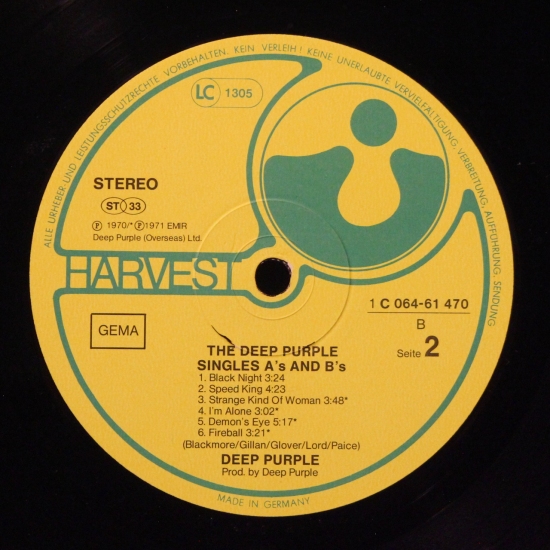 ALLE URHEBER-UND LEISTUNGSSCHUTZRECHTE VORBEHALTEN. KEIN VERLEIH! KEINE UNERLAUBTE VERVIELFÄLTIGUNG, VERBREITUNG, AUFFÜHRUNG, SENDUNG
LC 1305
STEREO
ST 33
Ⓟ 1970/*Ⓟ1971 EMIR
Deep Purple (Overseas) Ltd.
HARVEST
GEMA
1 C 064-61 470
B
Seite 2
THE DEEP PURPLE
SINGLES A's AND B's
1. Black Night 3:24
2. Speed King 4:23
3. Strange Kind Of Woman 3:48*
4. I'm Alone 3:02*
5. Demon's Eye 5:17*
6. Fireball 3:21*
(Blackmore/Gillan/Glover/Lord/Paice)
DEEP PURPLE
Prod. by Deep Purple
MADE IN GERMANY